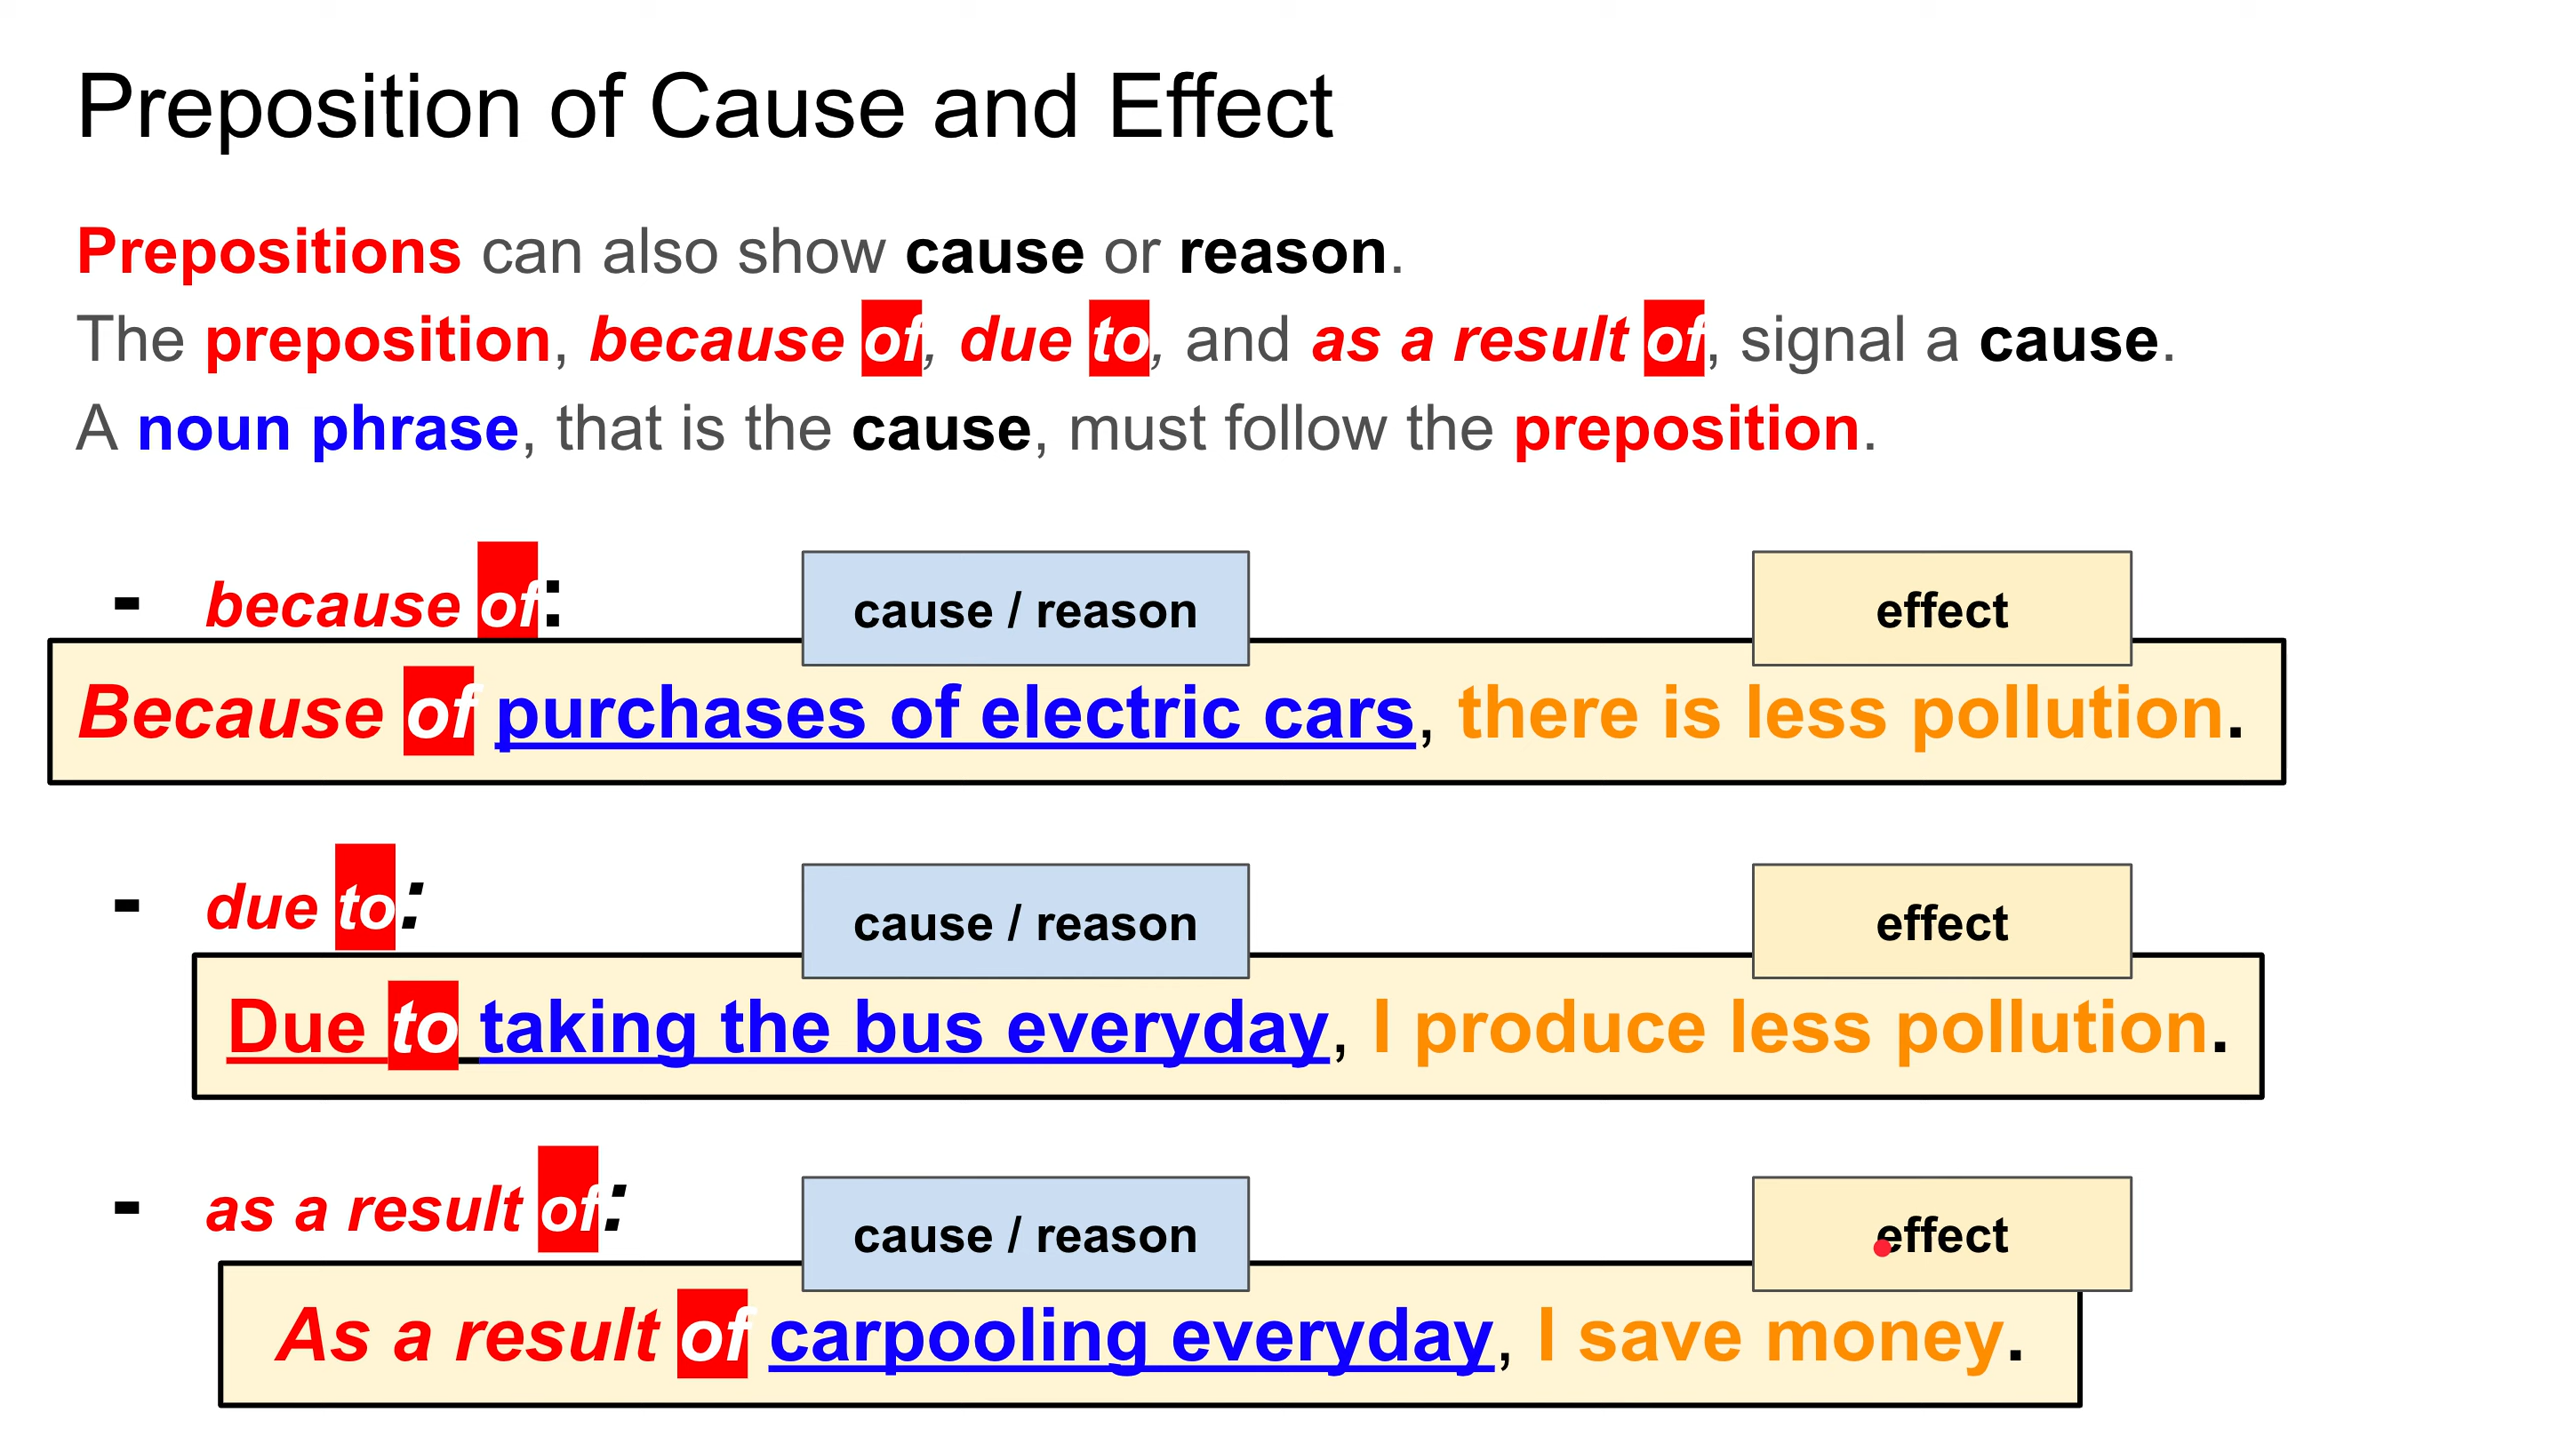 Preposition of Cause and Effect
Prepositions can also show cause or reason.
The preposition, because of, due to, and as a result of, signal a cause.
A noun phrase, that is the cause, must follow the preposition.
- because of:
cause / reason
effect
Because of purchases of electric cars, there is less pollution.
- due to:
cause / reason
effect
Due to taking the bus everyday, I produce less pollution.
- as a result of:
cause / reason
effect
As a result of carpooling everyday, I save money.